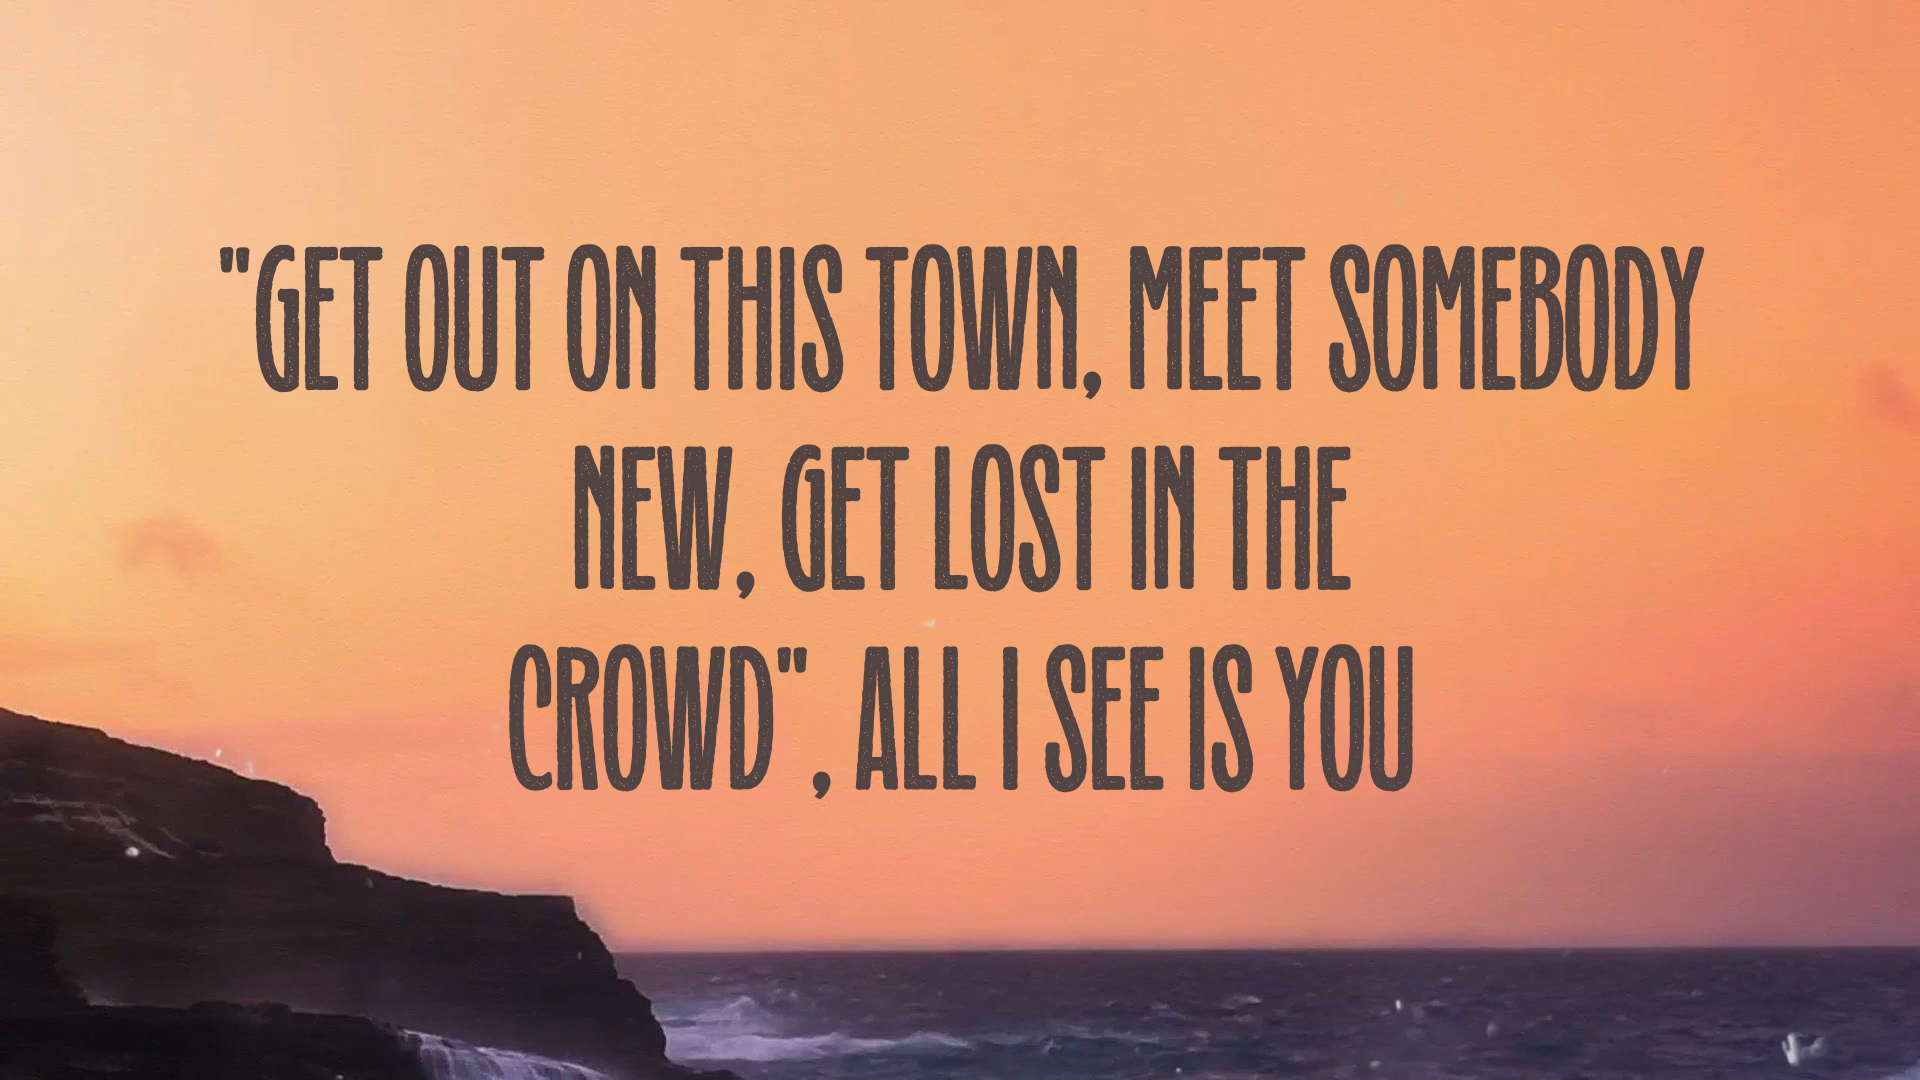 "GET OUT ON THIS TOWN, MEET SOMEBODY
NEW, GET LOST IN THE
CROWD", ALL I SEE IS YOU